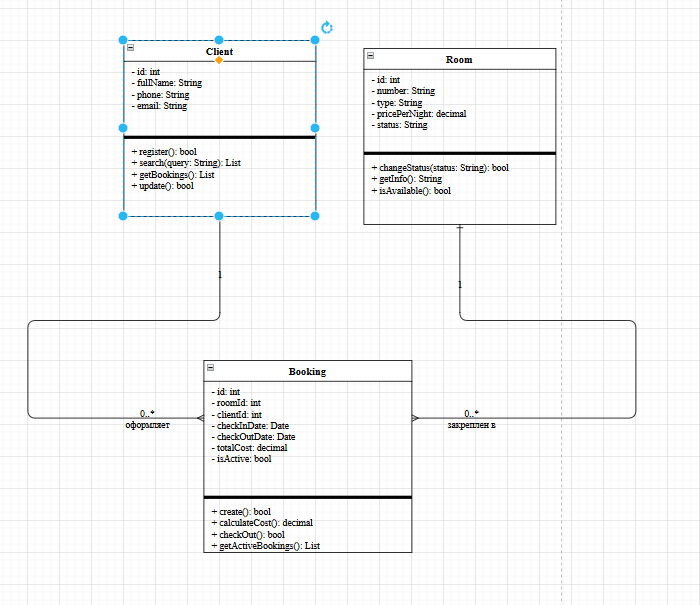 Client
- id: int
- fullName: String
- phone: String
- email: String
+ register(): bool
+ search(query: String): List
+ getBookings(): List
+ update(): bool
Room
- id: int
- number: String
- type: String
- pricePerNight: decimal
- status: String
+ changeStatus(status: String): bool
+ getInfo(): String
+ isAvailable(): bool
1
1
0..*
оформляет
0..*
закреплен в
Booking
- id: int
- roomId: int
- clientId: int
- checkInDate: Date
- checkOutDate: Date
- totalCost: decimal
- isActive: bool
+ create(): bool
+ calculateCost(): decimal
+ checkOut(): bool
+ getActiveBookings(): List